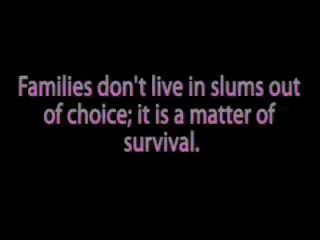 Families don't live in slums out
of choice; it is a matter of
survival.